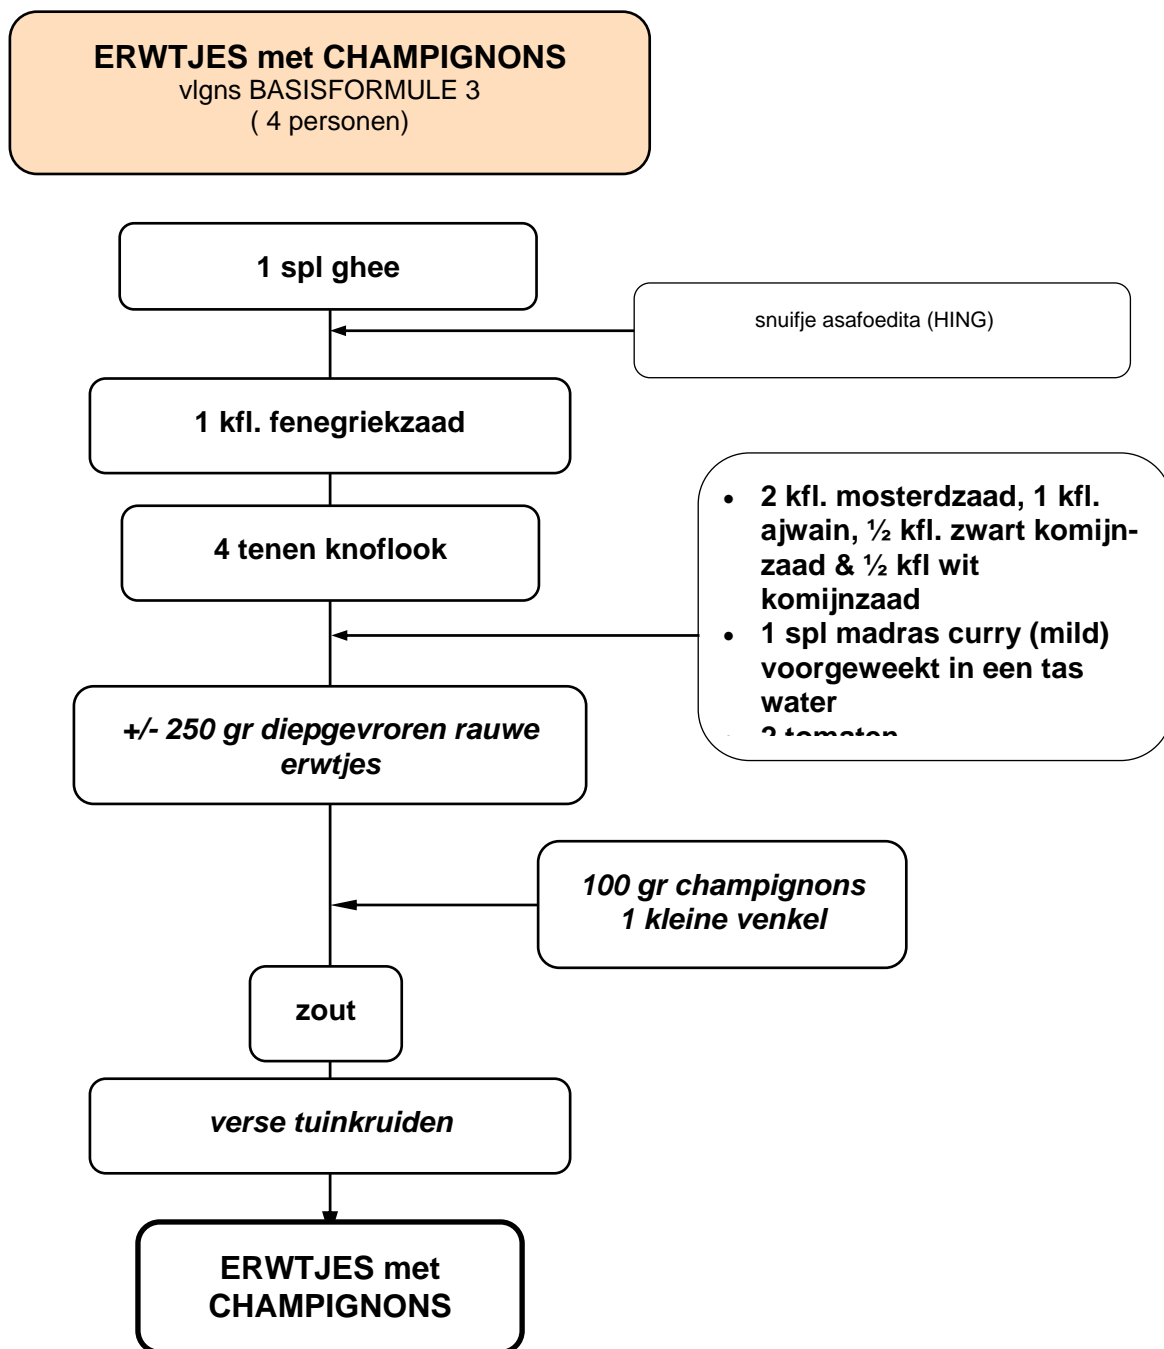 ERWTJES met CHAMPIGNONS
vlgns BASISFORMULE 3
( 4 personen)
1 spl ghee
snuifje asafoedita (HING)
1 kfl. fenegriekzaad
4 tenen knoflook
• 2 kfl. mosterdzaad, 1 kfl.
ajwain, ½ kfl. zwart komijn-
zaad & ½ kfl wit
komijnzaad
• 1 spl madras curry (mild)
voorgeweekt in een tas
water
• 2 tomaten
+/- 250 gr diepgevroren rauwe
erwtjes
100 gr champignons
1 kleine venkel
zout
verse tuinkruiden
ERWTJES met
CHAMPIGNONS